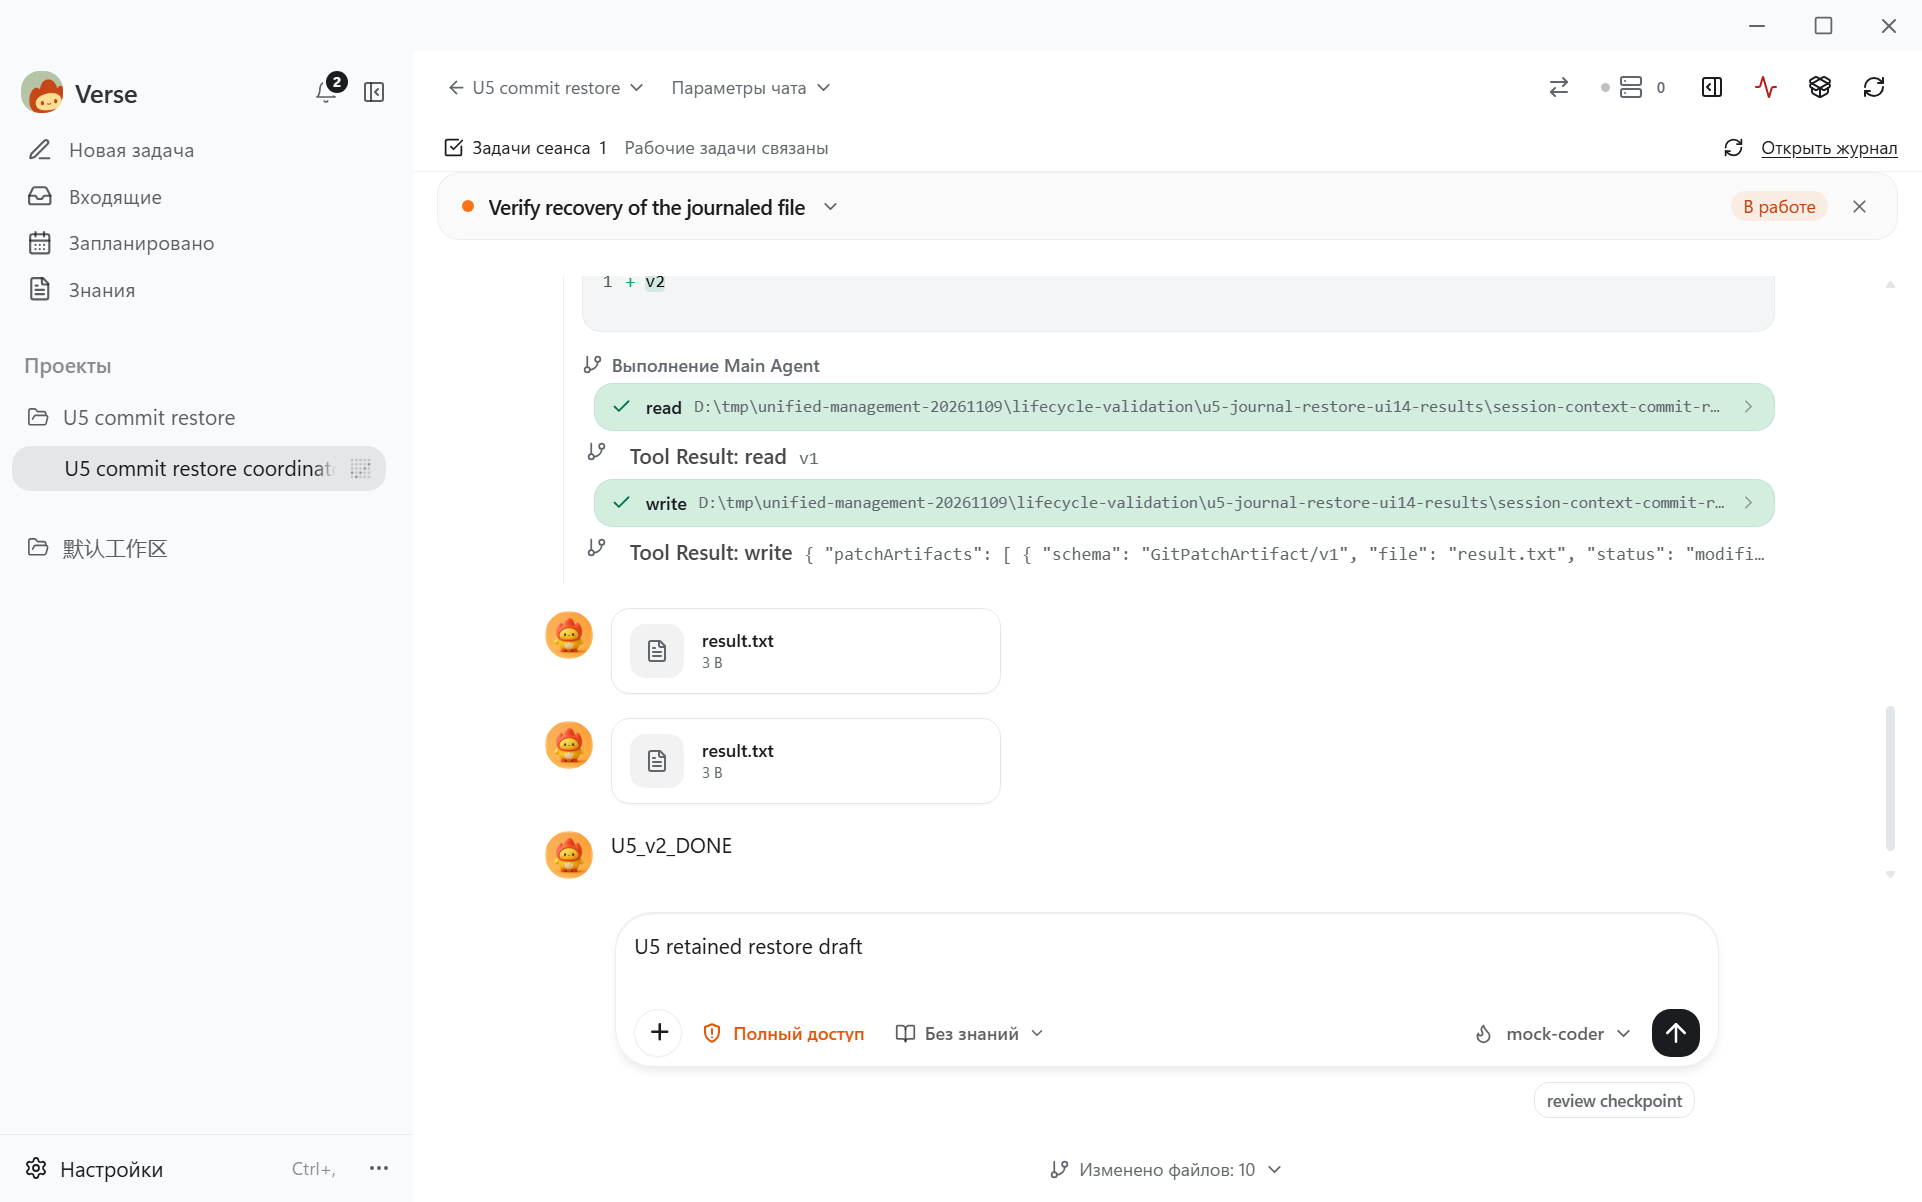 Verse
2
Новая задача
Входящие
Запланировано
Знания
Проекты
U5 commit restore
U5 commit restore coordinat
默认工作区
Настройки
Ctrl+,
U5 commit restore
Параметры чата
0
Задачи сеанса 1
Рабочие задачи связаны
Открыть журнал
Verify recovery of the journaled file
В работе
1 + v2
Выполнение Main Agent
read D:\tmp\unified-management-20261109\lifecycle-validation\u5-journal-restore-ui14-results\session-context-commit-r…
Tool Result: read v1
write D:\tmp\unified-management-20261109\lifecycle-validation\u5-journal-restore-ui14-results\session-context-commit-r…
Tool Result: write { "patchArtifacts": [ { "schema": "GitPatchArtifact/v1", "file": "result.txt", "status": "modifi…
result.txt
3 B
result.txt
3 B
U5_v2_DONE
U5 retained restore draft
Полный доступ
Без знаний
mock-coder
review checkpoint
Изменено файлов: 10